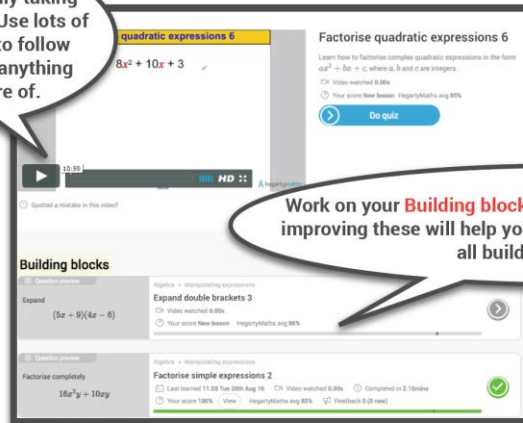 lly taking
Use lots of
to follow
anything
re of.
quadratic expressions 6
8x² + 10x + 3
10:59
HD
hegartymaths
Spotted a mistake in this video?
Factorise quadratic expressions 6
Learn how to factorise complex quadratic expressions in the form
ax² + bx + c, where a, b and c are integers.
Video watched 0.00x
Your score New lesson HegartyMaths avg 85%
Do quiz
Work on your Building block
improving these will help you
all build
Building blocks
Question preview
Expand
(5x + 9)(4x − 6)
Algebra > Manipulating expressions
Expand double brackets 3
Video watched 0.00x
Your score New lesson HegartyMaths avg 86%
Question preview
Factorise completely
16x²y + 10xy
Algebra > Manipulating expressions
Factorise simple expressions 2
Last learned 11:28 Tue 30th Aug 16 Video watched 0.00x Completed in 2.15mins
Your score 100% View HegartyMaths avg 80% Feedback 0 (0 new)